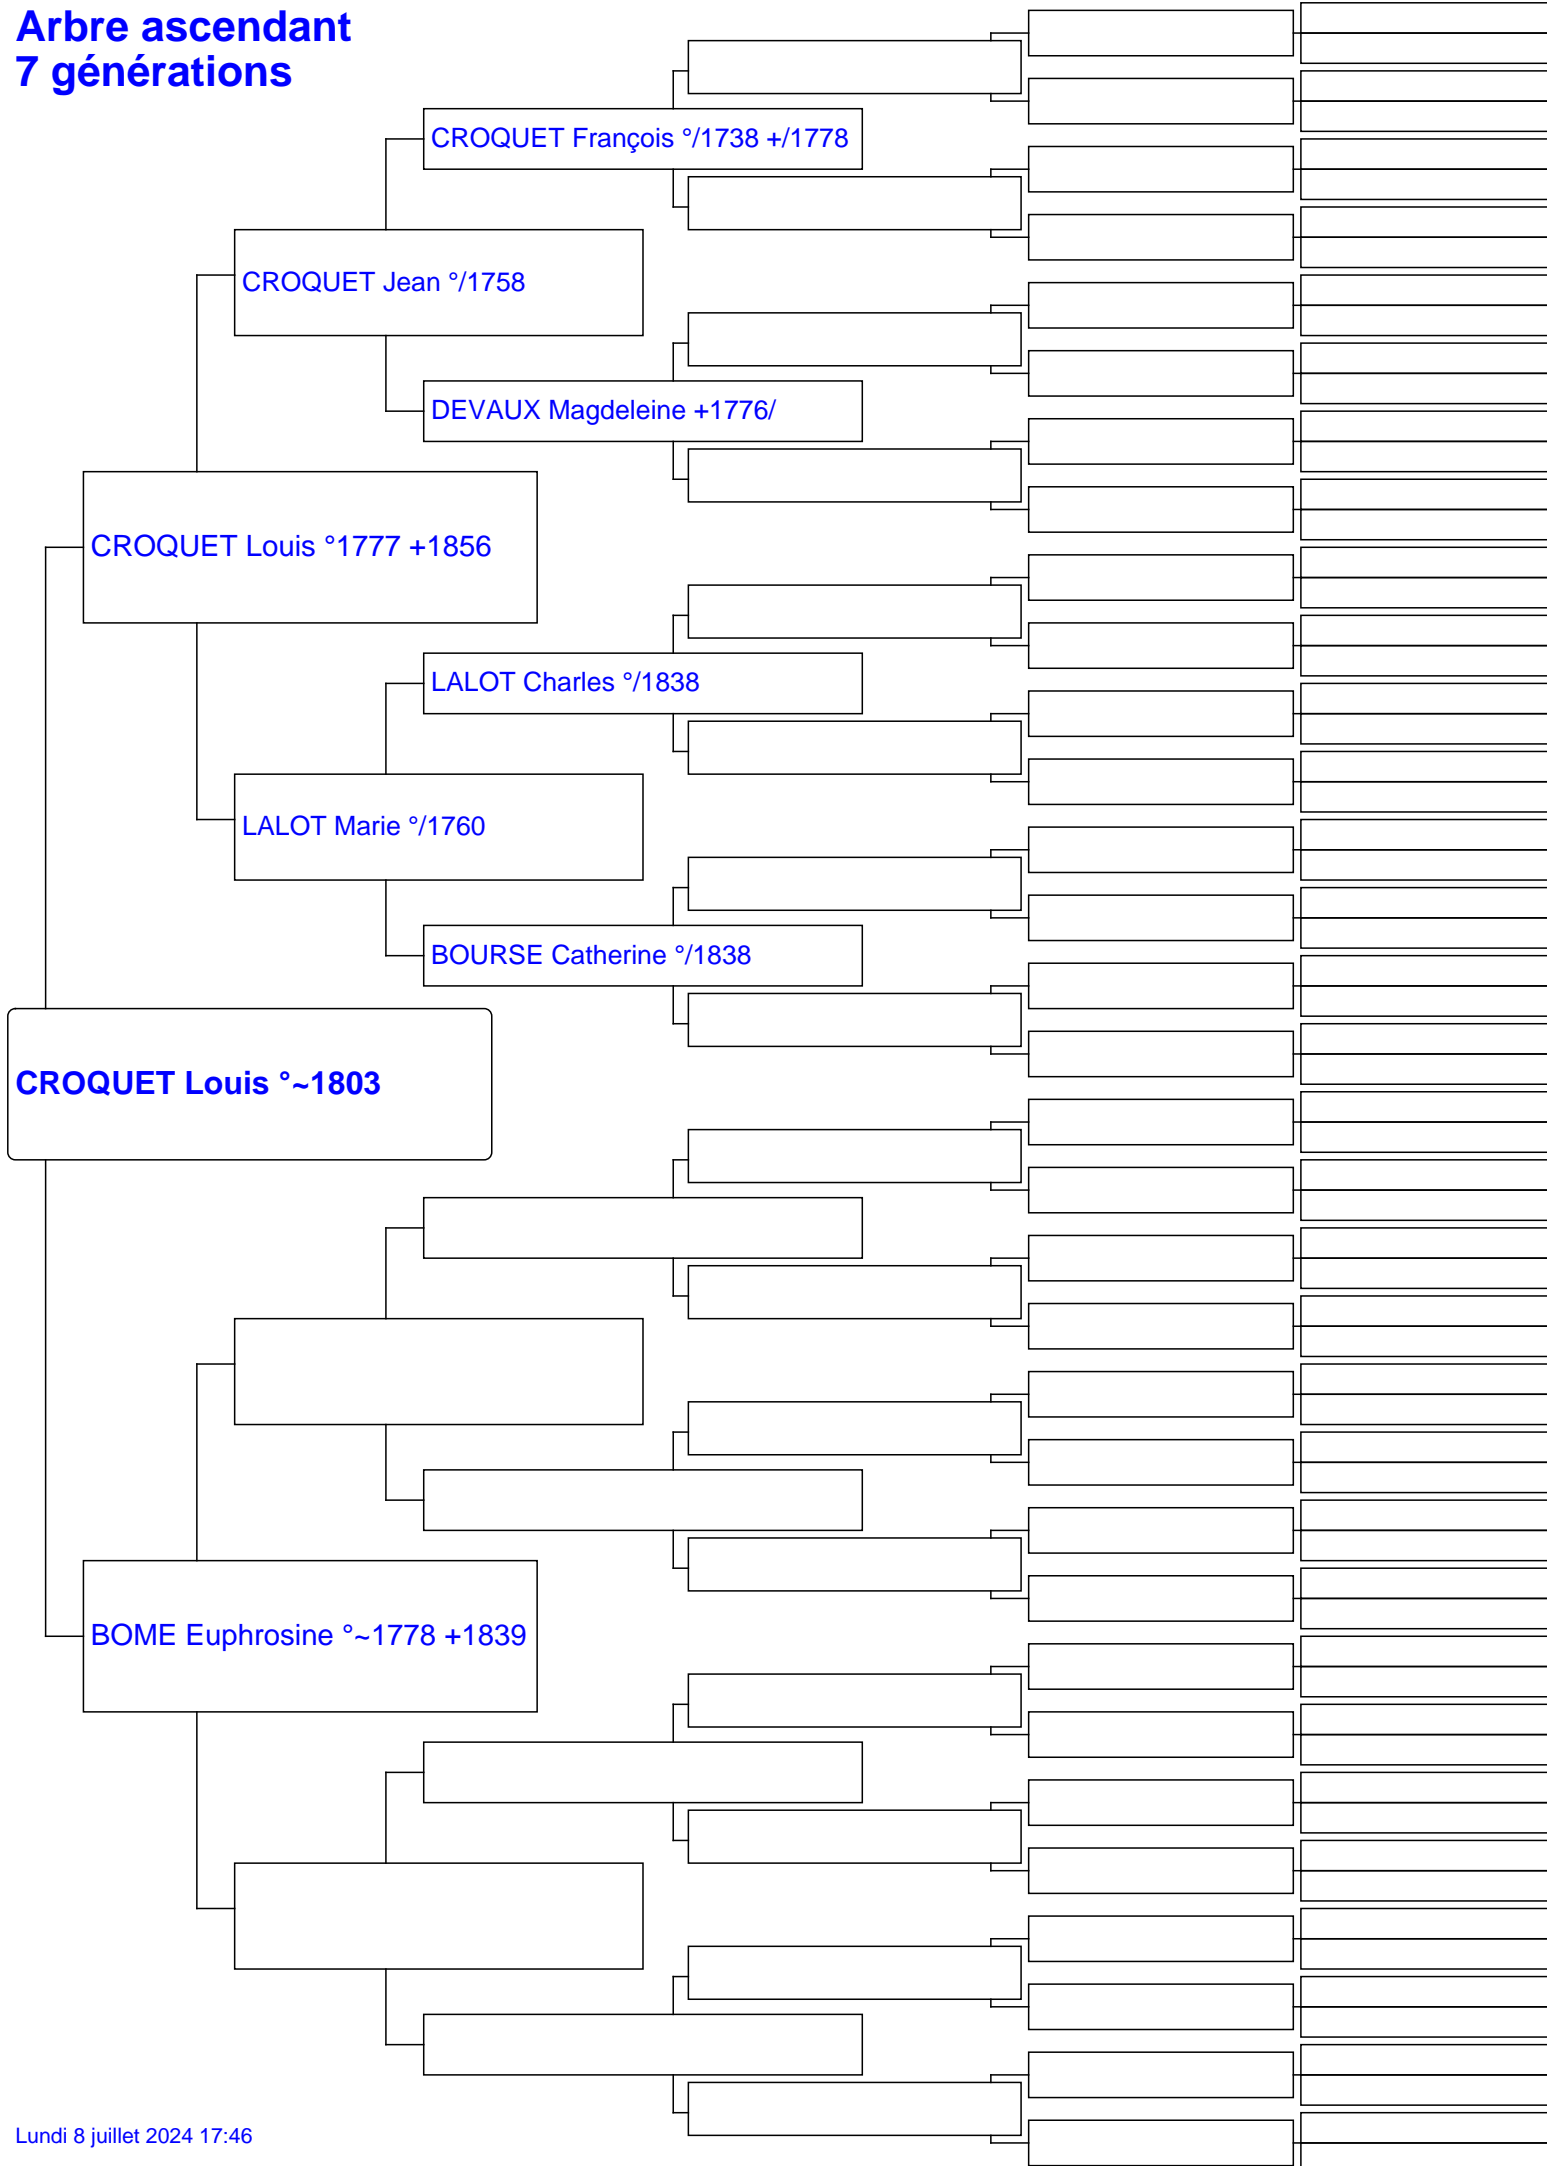 Arbre ascendant
7 générations
CROQUET François °/1738 +/1778
CROQUET Jean °/1758
DEVAUX Magdeleine +1776/
CROQUET Louis °1777 +1856
LALOT Charles °/1838
LALOT Marie °/1760
BOURSE Catherine °/1838
CROQUET Louis °~1803
BOME Euphrosine °~1778 +1839
Lundi 8 juillet 2024 17:46